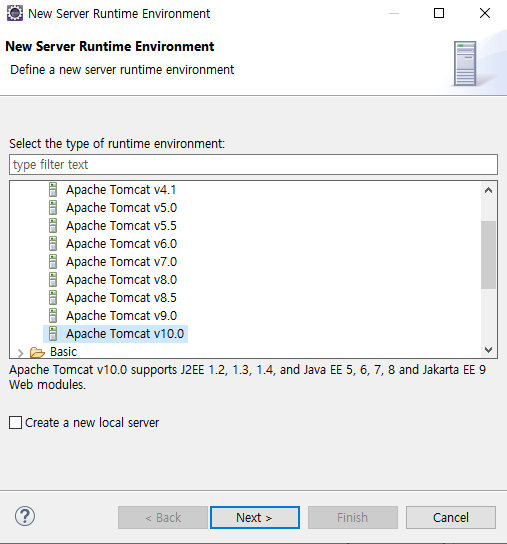 New Server Runtime Environment
New Server Runtime Environment
Define a new server runtime environment
Select the type of runtime environment:
type filter text
Apache Tomcat v4.1
Apache Tomcat v5.0
Apache Tomcat v5.5
Apache Tomcat v6.0
Apache Tomcat v7.0
Apache Tomcat v8.0
Apache Tomcat v8.5
Apache Tomcat v9.0
Apache Tomcat v10.0
Basic
Apache Tomcat v10.0 supports J2EE 1.2, 1.3, 1.4, and Java EE 5, 6, 7, 8 and Jakarta EE 9
Web modules.
Create a new local server
? < Back Next > Finish Cancel